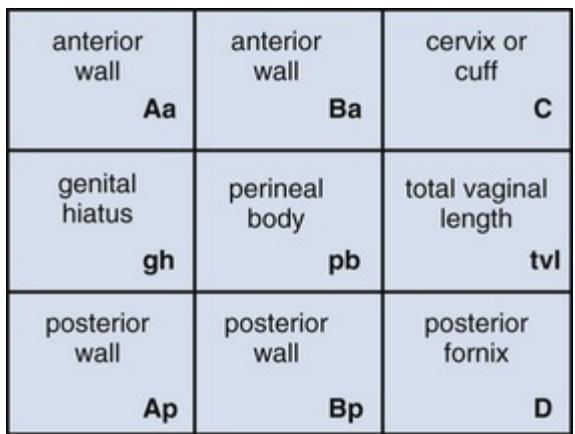 anterior
wall
Aa
anterior
wall
Ba
cervix or
cuff
C
genital
hiatus
gh
perineal
body
pb
total vaginal
length
tvl
posterior
wall
Ap
posterior
wall
Bp
posterior
fornix
D